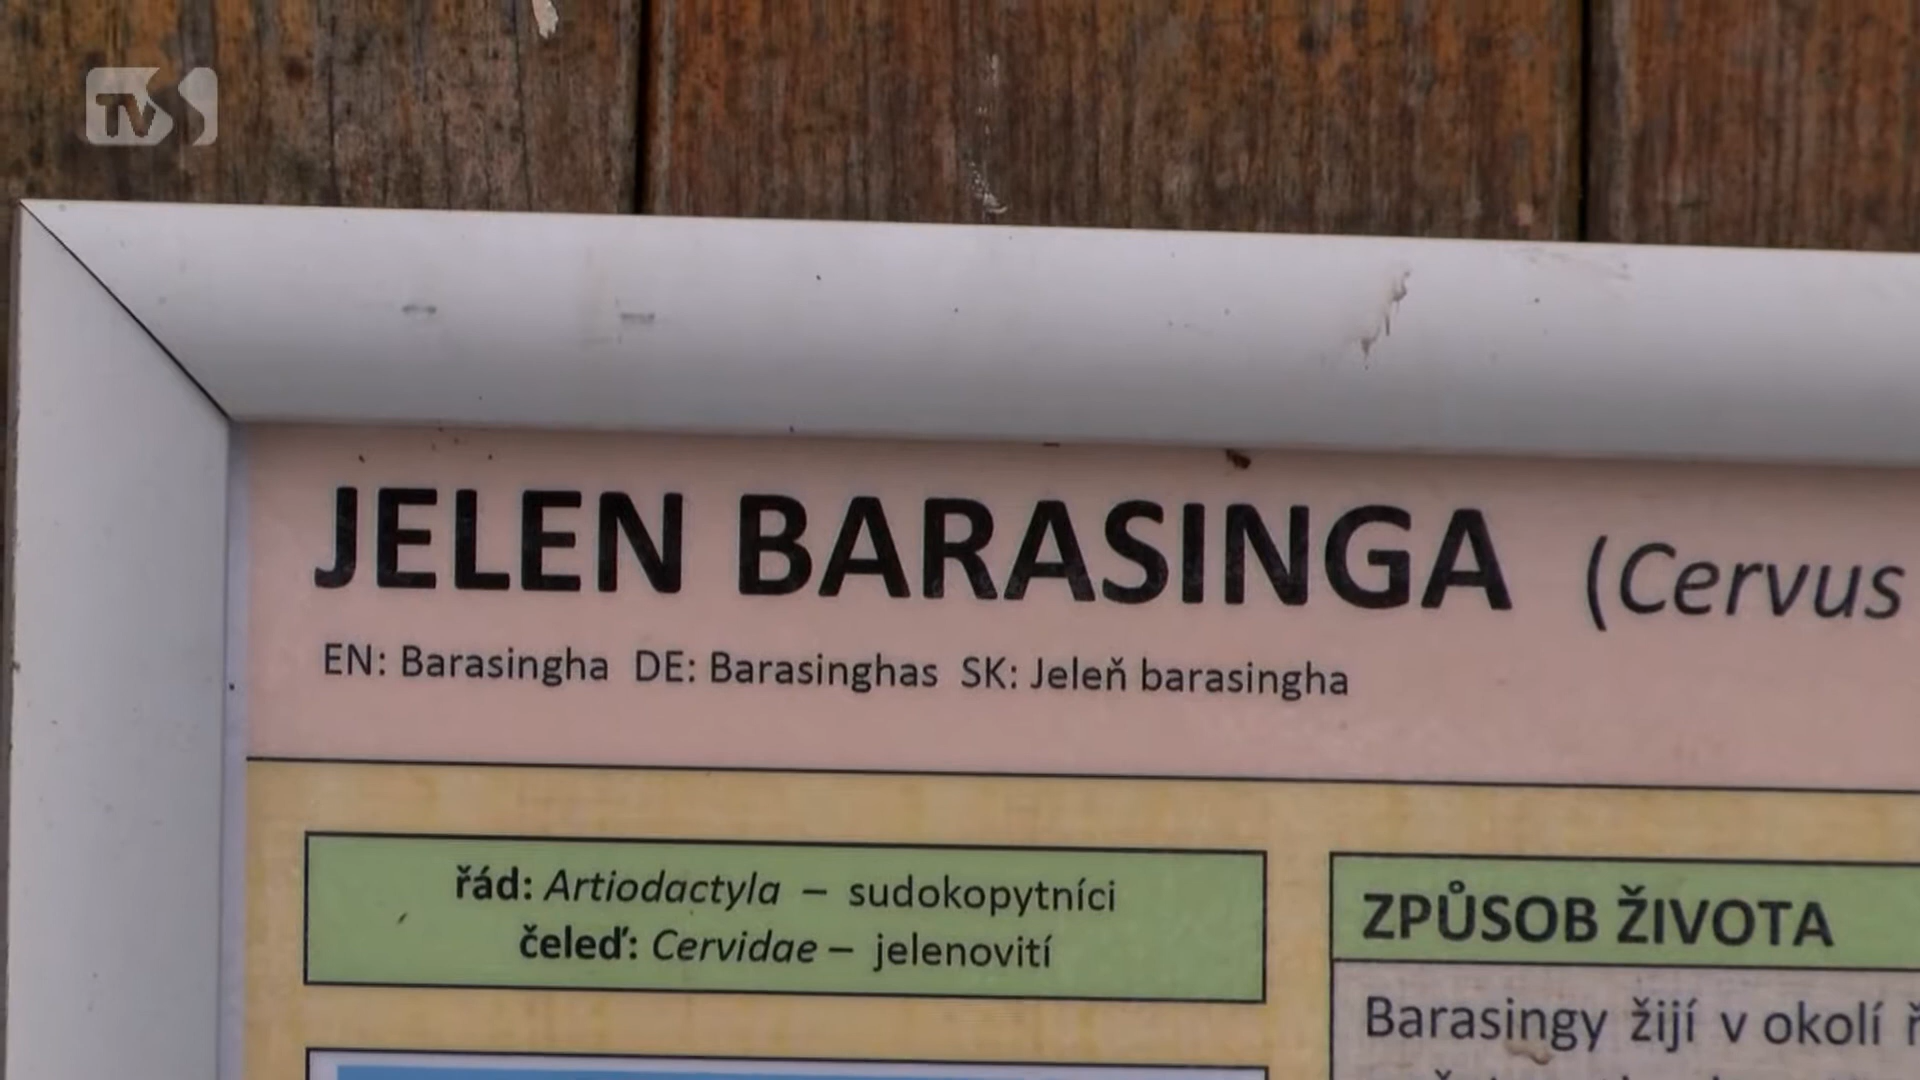 TVS
JELEN BARASINGA (Cervus
EN: Barasingha DE: Barasinghas SK: Jeleň barasingha
řád: Artiodactyla – sudokopytníci
čeleď: Cervidae – jelenovití
ZPŮSOB ŽIVOTA
Barasingy žijí v okolí